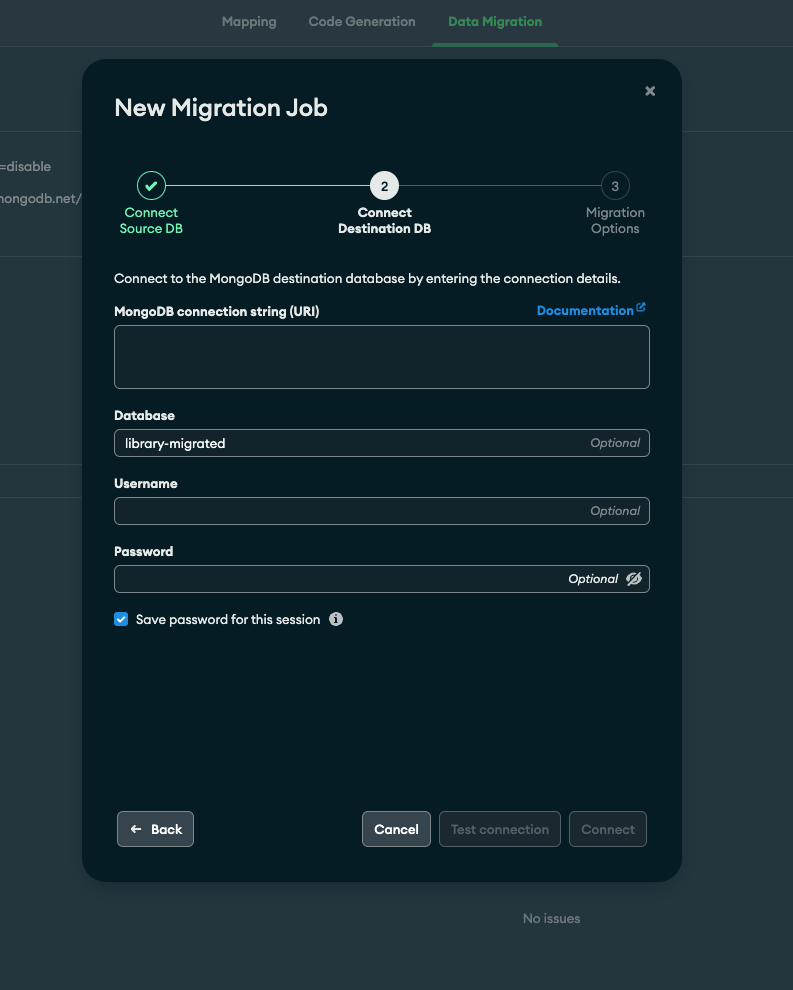 Mapping
Code Generation
Data Migration
New Migration Job
=disable
mongodb.net/
2
3
Connect
Source DB
Connect
Destination DB
Migration
Options
Connect to the MongoDB destination database by entering the connection details.
MongoDB connection string (URI)
Documentation
Database
library-migrated
Optional
Username
Optional
Password
Optional
Save password for this session
Back
Cancel
Test connection
Connect
No issues